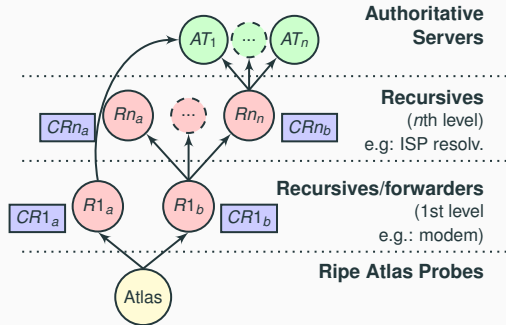 Authoritative
Servers
AT1
...
ATn
Recursives
(nth level)
e.g: ISP resolv.
CRna
Rna
...
Rnn
CRnb
Recursives/forwarders
(1st level
e.g.: modem)
CR1a
R1a
R1b
CR1b
Ripe Atlas Probes
Atlas